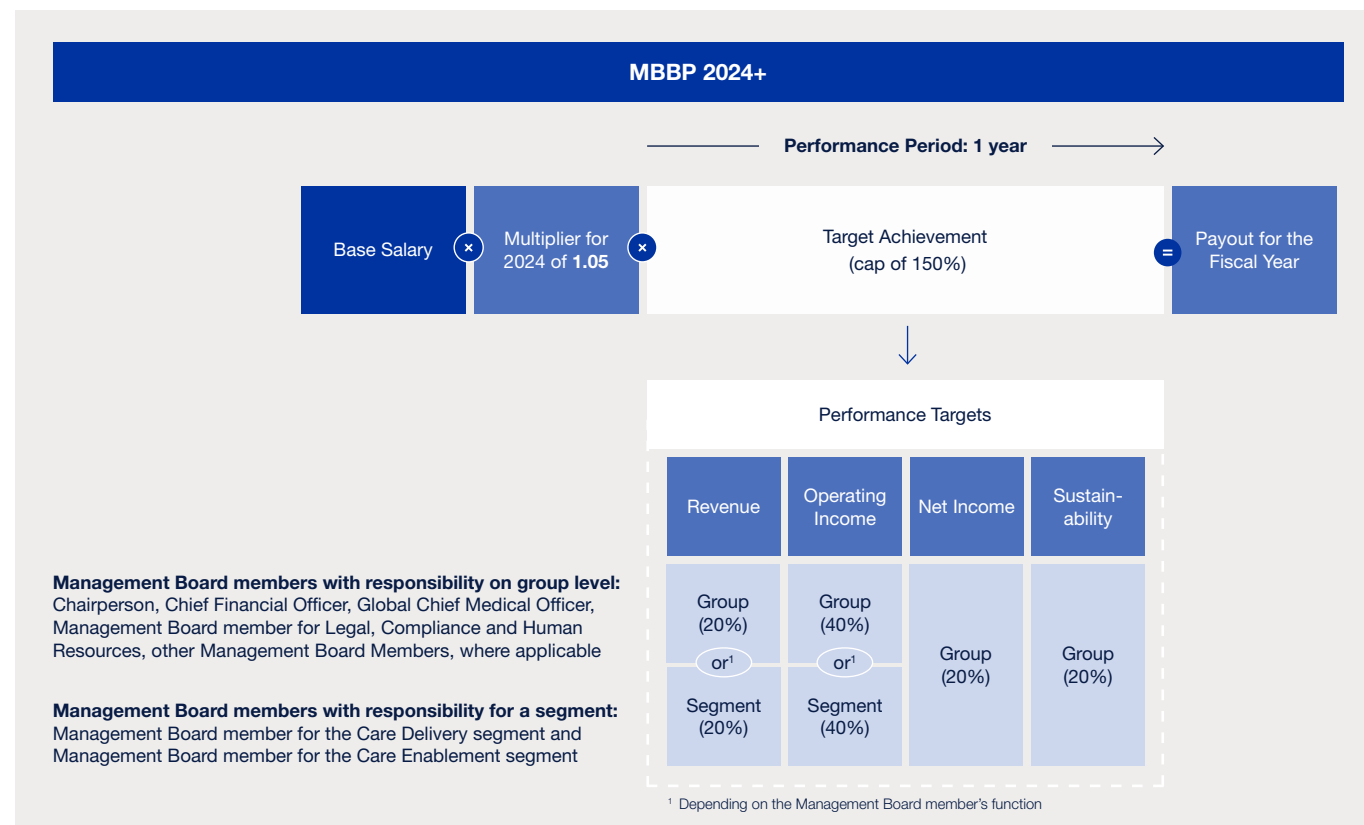 MBBP 2024+
Performance Period: 1 year
Base Salary
×
Multiplier for
2024 of 1.05
×
Target Achievement
(cap of 150%)
=
Payout for the
Fiscal Year
Performance Targets
Revenue
Operating
Income
Net Income
Sustain-
ability
Management Board members with responsibility on group level:
Chairperson, Chief Financial Officer, Global Chief Medical Officer,
Management Board member for Legal, Compliance and Human
Resources, other Management Board Members, where applicable
Group
(20%)
or¹
Segment
(20%)
Group
(40%)
or¹
Segment
(40%)
Group
(20%)
Group
(20%)
Management Board members with responsibility for a segment:
Management Board member for the Care Delivery segment and
Management Board member for the Care Enablement segment
¹ Depending on the Management Board member's function